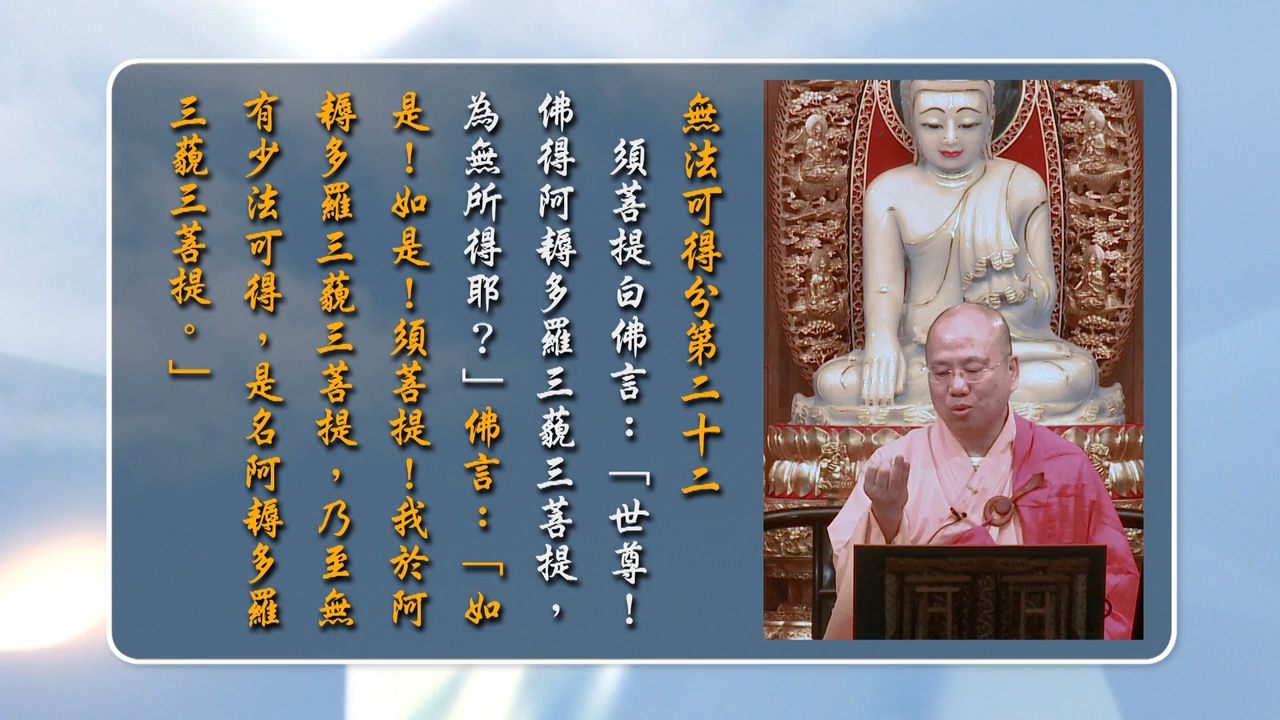 無法可得分第二十二
須菩提白佛言：「世尊！
佛得阿耨多羅三藐三菩提，
為無所得耶？」佛言：「如
是！如是！須菩提！我於阿
耨多羅三藐三菩提，乃至無
有少法可得，是名阿耨多羅
三藐三菩提。」